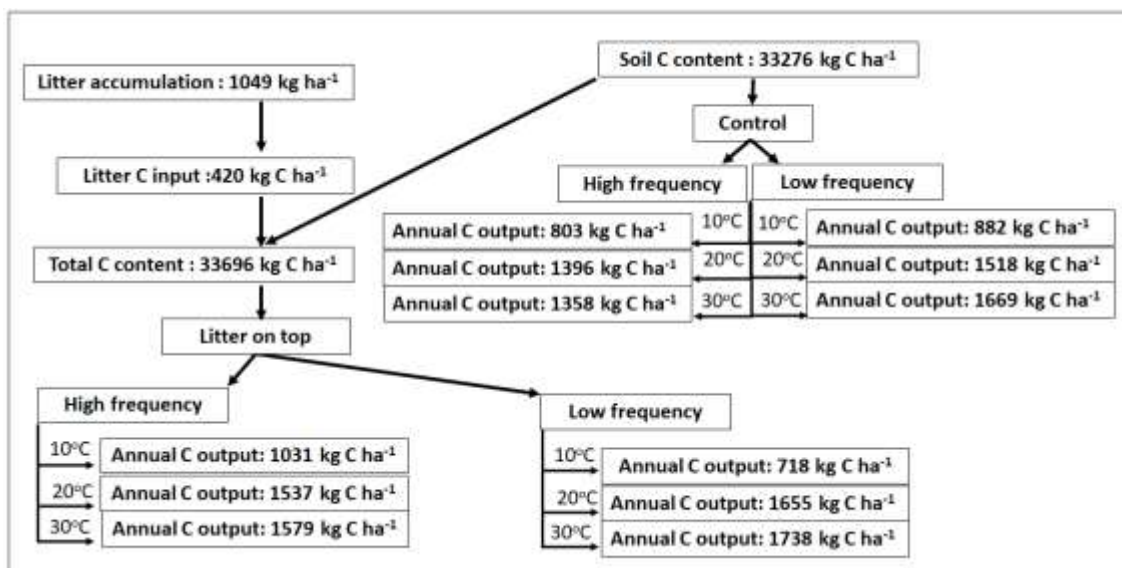 Soil C content : 33276 kg C ha⁻¹
Litter accumulation : 1049 kg ha⁻¹
Control
Litter C input :420 kg C ha⁻¹
High frequency
Low frequency
Annual C output: 803 kg C ha⁻¹
10°C
10°C
Annual C output: 882 kg C ha⁻¹
Total C content : 33696 kg C ha⁻¹
Annual C output: 1396 kg C ha⁻¹
20°C
20°C
Annual C output: 1518 kg C ha⁻¹
Annual C output: 1358 kg C ha⁻¹
30°C
30°C
Annual C output: 1669 kg C ha⁻¹
Litter on top
High frequency
10°C
Annual C output: 1031 kg C ha⁻¹
20°C
Annual C output: 1537 kg C ha⁻¹
30°C
Annual C output: 1579 kg C ha⁻¹
Low frequency
10°C
Annual C output: 718 kg C ha⁻¹
20°C
Annual C output: 1655 kg C ha⁻¹
30°C
Annual C output: 1738 kg C ha⁻¹